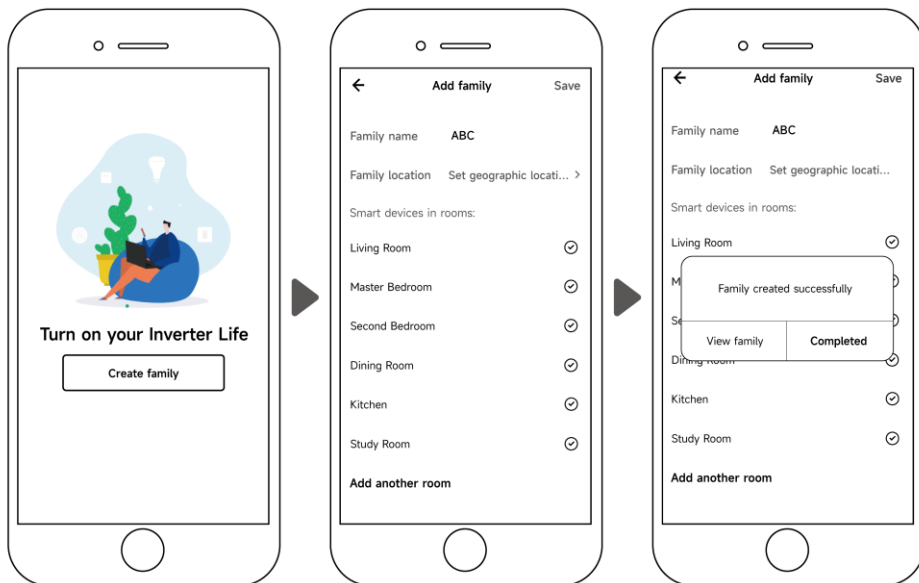 Turn on your Inverter Life
Create family
Add family
Save
Family name
ABC
Family location
Set geographic locati...
Smart devices in rooms:
Living Room
Master Bedroom
Second Bedroom
Dining Room
Kitchen
Study Room
Add another room
Add family
Save
Family name
ABC
Family location
Set geographic locati...
Smart devices in rooms:
Living Room
M
Family created successfully
Se
View family
Completed
Dining Room
Kitchen
Study Room
Add another room